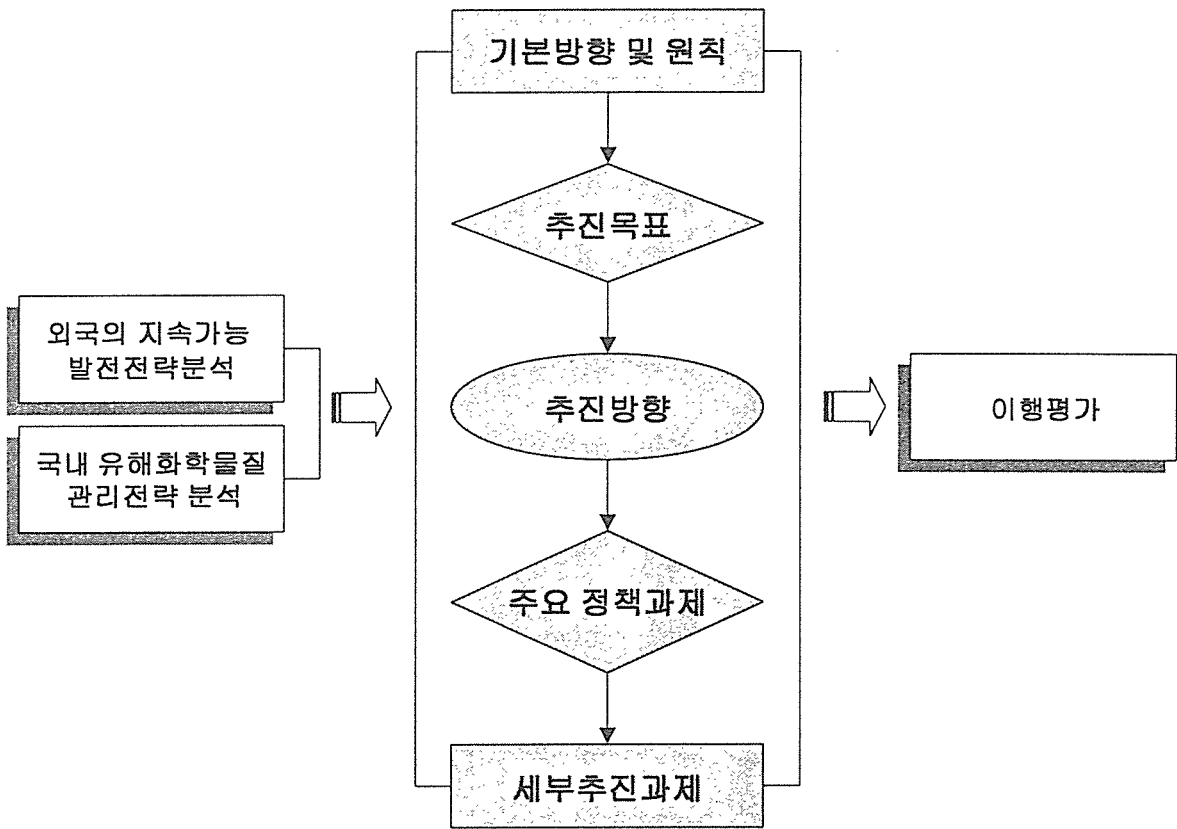 기본방향 및 원칙
추진목표
외국의 지속가능
발전전략분석
국내 유해화학물질
관리전략 분석
추진방향
이행평가
주요 정책과제
세부추진과제